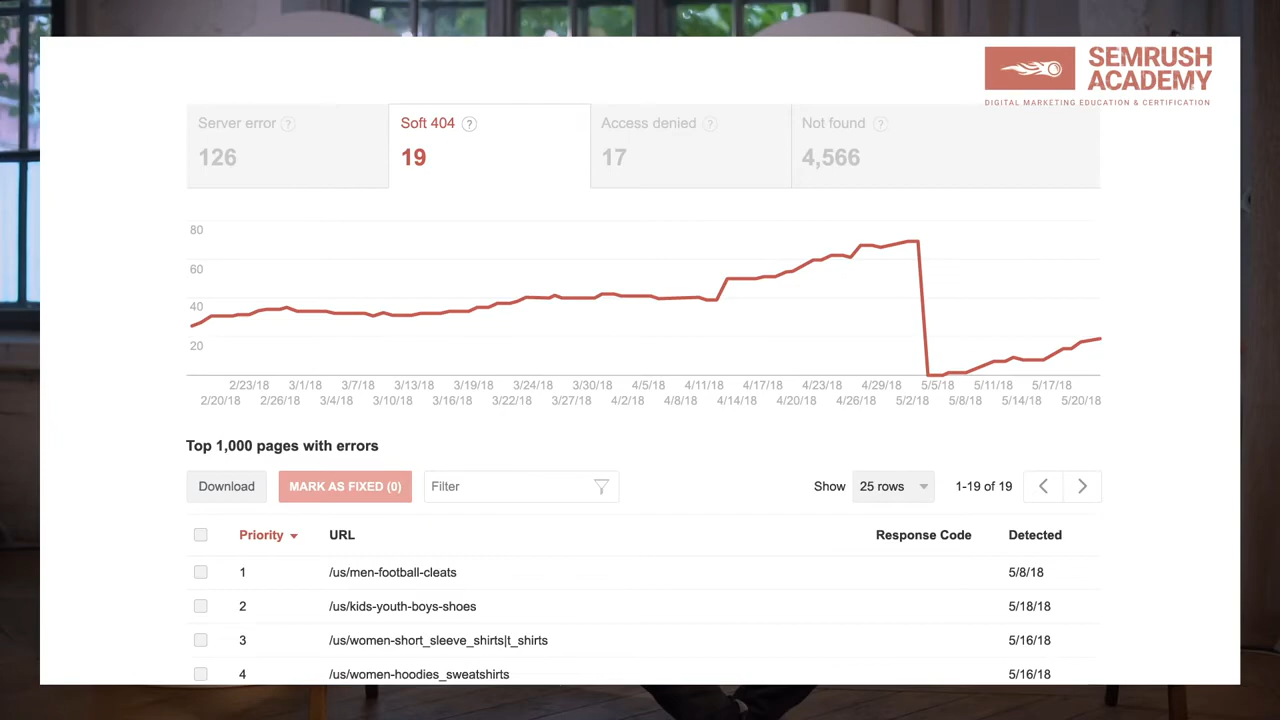 SEMRUSH
ACADEMY
DIGITAL MARKETING EDUCATION & CERTIFICATION
Server error ?
Soft 404 ?
Access denied ?
Not found ?
126
19
17
4,566
80
60
40
20
2/23/18 3/1/18 3/7/18 3/13/18 3/19/18 3/24/18 3/30/18 4/5/18 4/11/18 4/17/18 4/23/18 4/29/18 5/5/18 5/11/18 5/17/18
2/20/18 2/26/18 3/4/18 3/10/18 3/16/18 3/22/18 3/27/18 4/2/18 4/8/18 4/14/18 4/20/18 4/26/18 5/2/18 5/8/18 5/14/18 5/20/18
Top 1,000 pages with errors
Download MARK AS FIXED (0) Filter Show 25 rows 1-19 of 19
Priority URL Response Code Detected
1 /us/men-football-cleats 5/8/18
2 /us/kids-youth-boys-shoes 5/18/18
3 /us/women-short_sleeve_shirts|t_shirts 5/16/18
4 /us/women-hoodies_sweatshirts 5/16/18